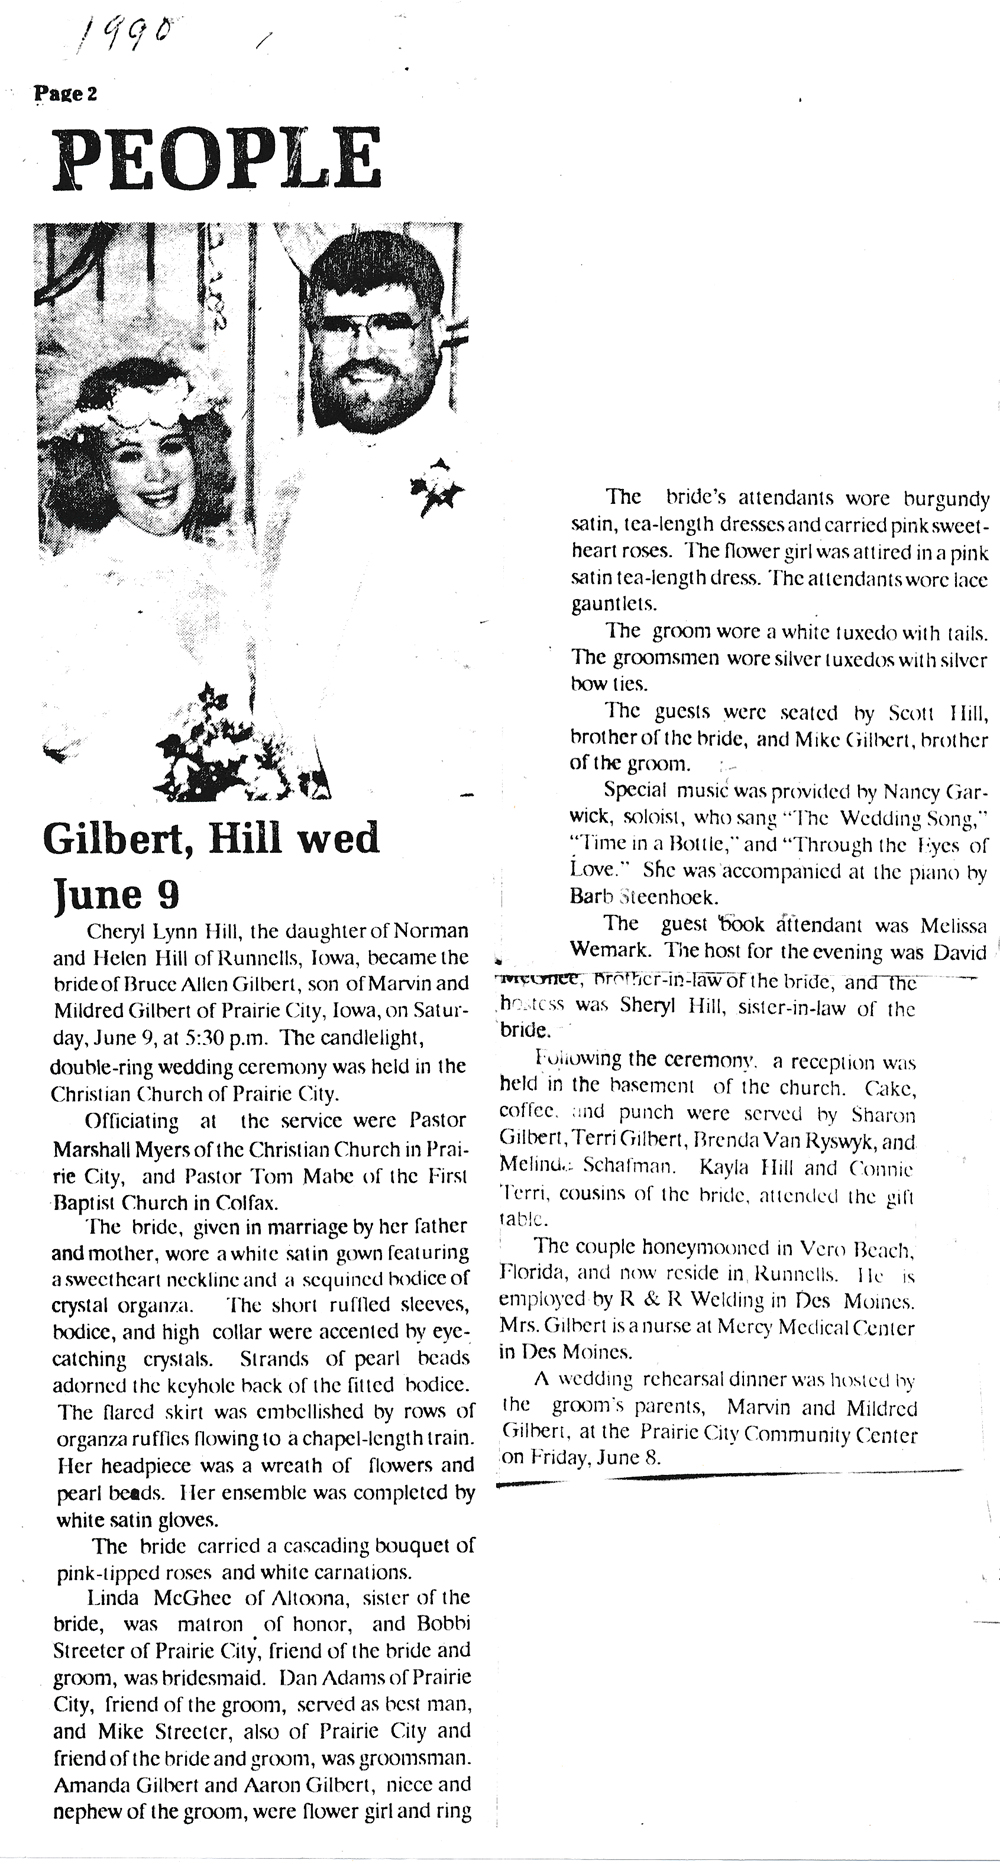 1990
Page 2
PEOPLE
Gilbert, Hill wed
June 9
Cheryl Lynn Hill, the daughter of Norman
and Helen Hill of Runnells, Iowa, became the
bride of Bruce Allen Gilbert, son of Marvin and
Mildred Gilbert of Prairie City, Iowa, on Satur-
day, June 9, at 5:30 p.m. The candlelight,
double-ring wedding ceremony was held in the
Christian Church of Prairie City.
Officiating at the service were Pastor
Marshall Myers of the Christian Church in Prai-
rie City, and Pastor Tom Mabe of the First
Baptist Church in Colfax.
The bride, given in marriage by her father
and mother, wore a white satin gown featuring
a sweetheart neckline and a sequined bodice of
crystal organza. The short ruffled sleeves,
bodice, and high collar were accented by eye-
catching crystals. Strands of pearl beads
adorned the keyhole back of the fitted bodice.
The flared skirt was embellished by rows of
organza ruffles flowing to a chapel-length train.
Her headpiece was a wreath of flowers and
pearl beads. Her ensemble was completed by
white satin gloves.
The bride carried a cascading bouquet of
pink-tipped roses and white carnations.
Linda McGhee of Altoona, sister of the
bride, was matron of honor, and Bobbi
Streeter of Prairie City, friend of the bride and
groom, was bridesmaid. Dan Adams of Prairie
City, friend of the groom, served as best man,
and Mike Streeter, also of Prairie City and
friend of the bride and groom, was groomsman.
Amanda Gilbert and Aaron Gilbert, niece and
nephew of the groom, were flower girl and ring
The bride's attendants wore burgundy
satin, tea-length dresses and carried pink sweet-
heart roses. The flower girl was attired in a pink
satin tea-length dress. The attendants wore lace
gauntlets.
The groom wore a white tuxedo with tails.
The groomsmen wore silver tuxedos with silver
bow ties.
The guests were seated by Scott Hill,
brother of the bride, and Mike Gilbert, brother
of the groom.
Special music was provided by Nancy Gar-
wick, soloist, who sang "The Wedding Song,"
"Time in a Bottle," and "Through the Eyes of
Love." She was accompanied at the piano by
Barb Steenhoek.
The guest book attendant was Melissa
Wemark. The host for the evening was David
McGhee, brother-in-law of the bride, and the
hostess was Sheryl Hill, sister-in-law of the
bride.
Following the ceremony, a reception was
held in the basement of the church. Cake,
coffee, and punch were served by Sharon
Gilbert, Terri Gilbert, Brenda Van Ryswyk, and
Melinda Schafman. Kayla Hill and Connie
Terri, cousins of the bride, attended the gift
table.
The couple honeymooned in Vero Beach,
Florida, and now reside in Runnells. He is
employed by R & R Welding in Des Moines.
Mrs. Gilbert is a nurse at Mercy Medical Center
in Des Moines.
A wedding rehearsal dinner was hosted by
the groom's parents, Marvin and Mildred
Gilbert, at the Prairie City Community Center
on Friday, June 8.